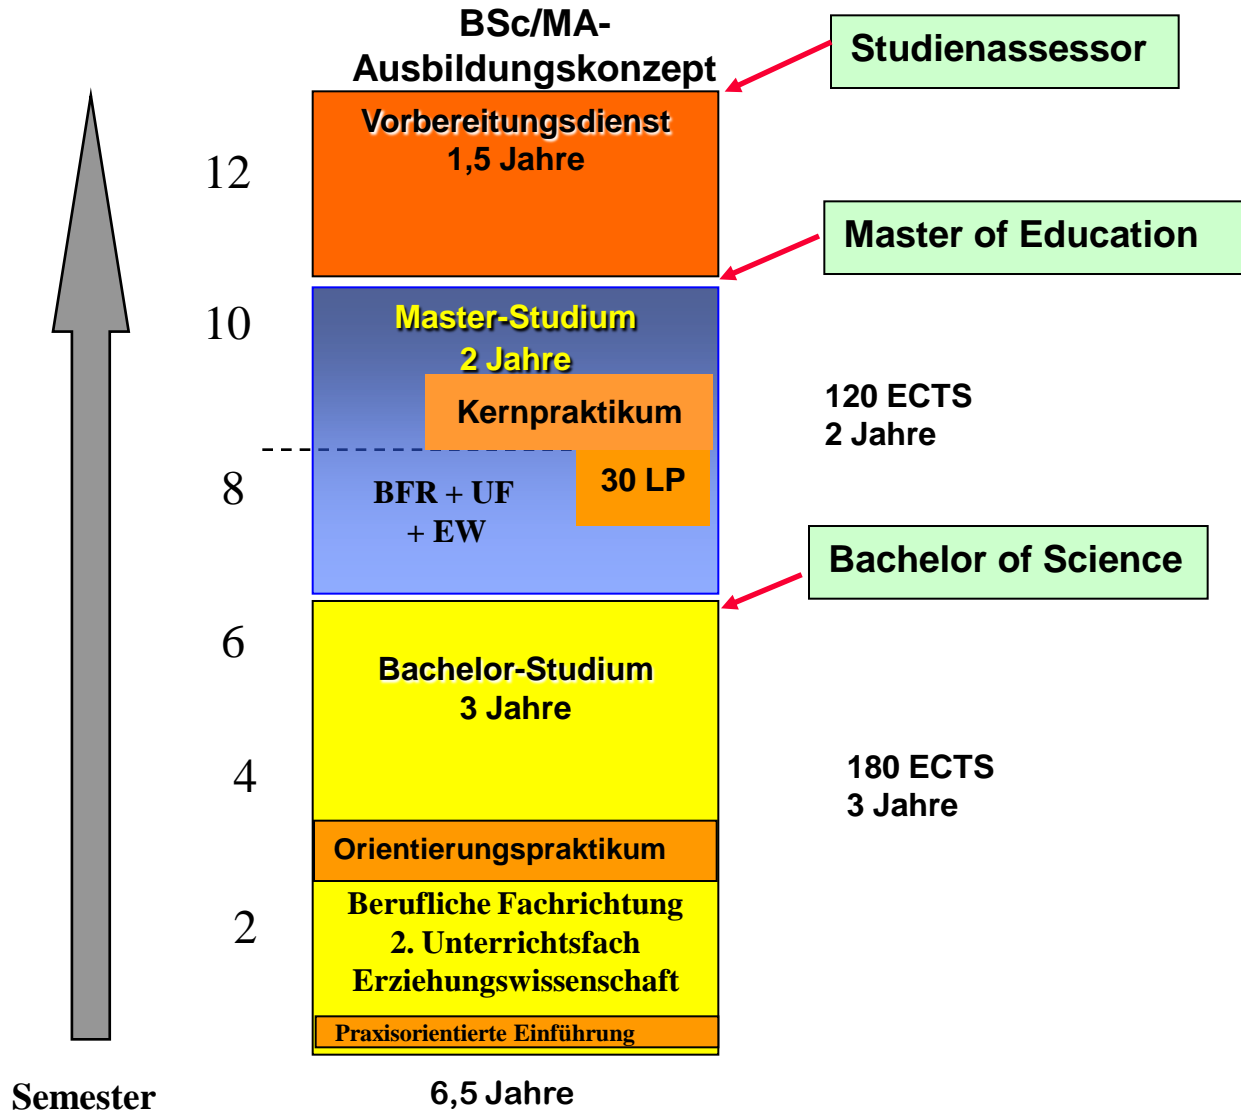 BSc/MA-
Ausbildungskonzept
Studienassessor
Vorbereitungsdienst
1,5 Jahre
12
Master of Education
10
Master-Studium
2 Jahre
Kernpraktikum
120 ECTS
2 Jahre
30 LP
8
BFR + UF
+ EW
Bachelor of Science
6
Bachelor-Studium
3 Jahre
4
180 ECTS
3 Jahre
Orientierungspraktikum
2
Berufliche Fachrichtung
2. Unterrichtsfach
Erziehungswissenschaft
Praxisorientierte Einführung
Semester
6,5 Jahre